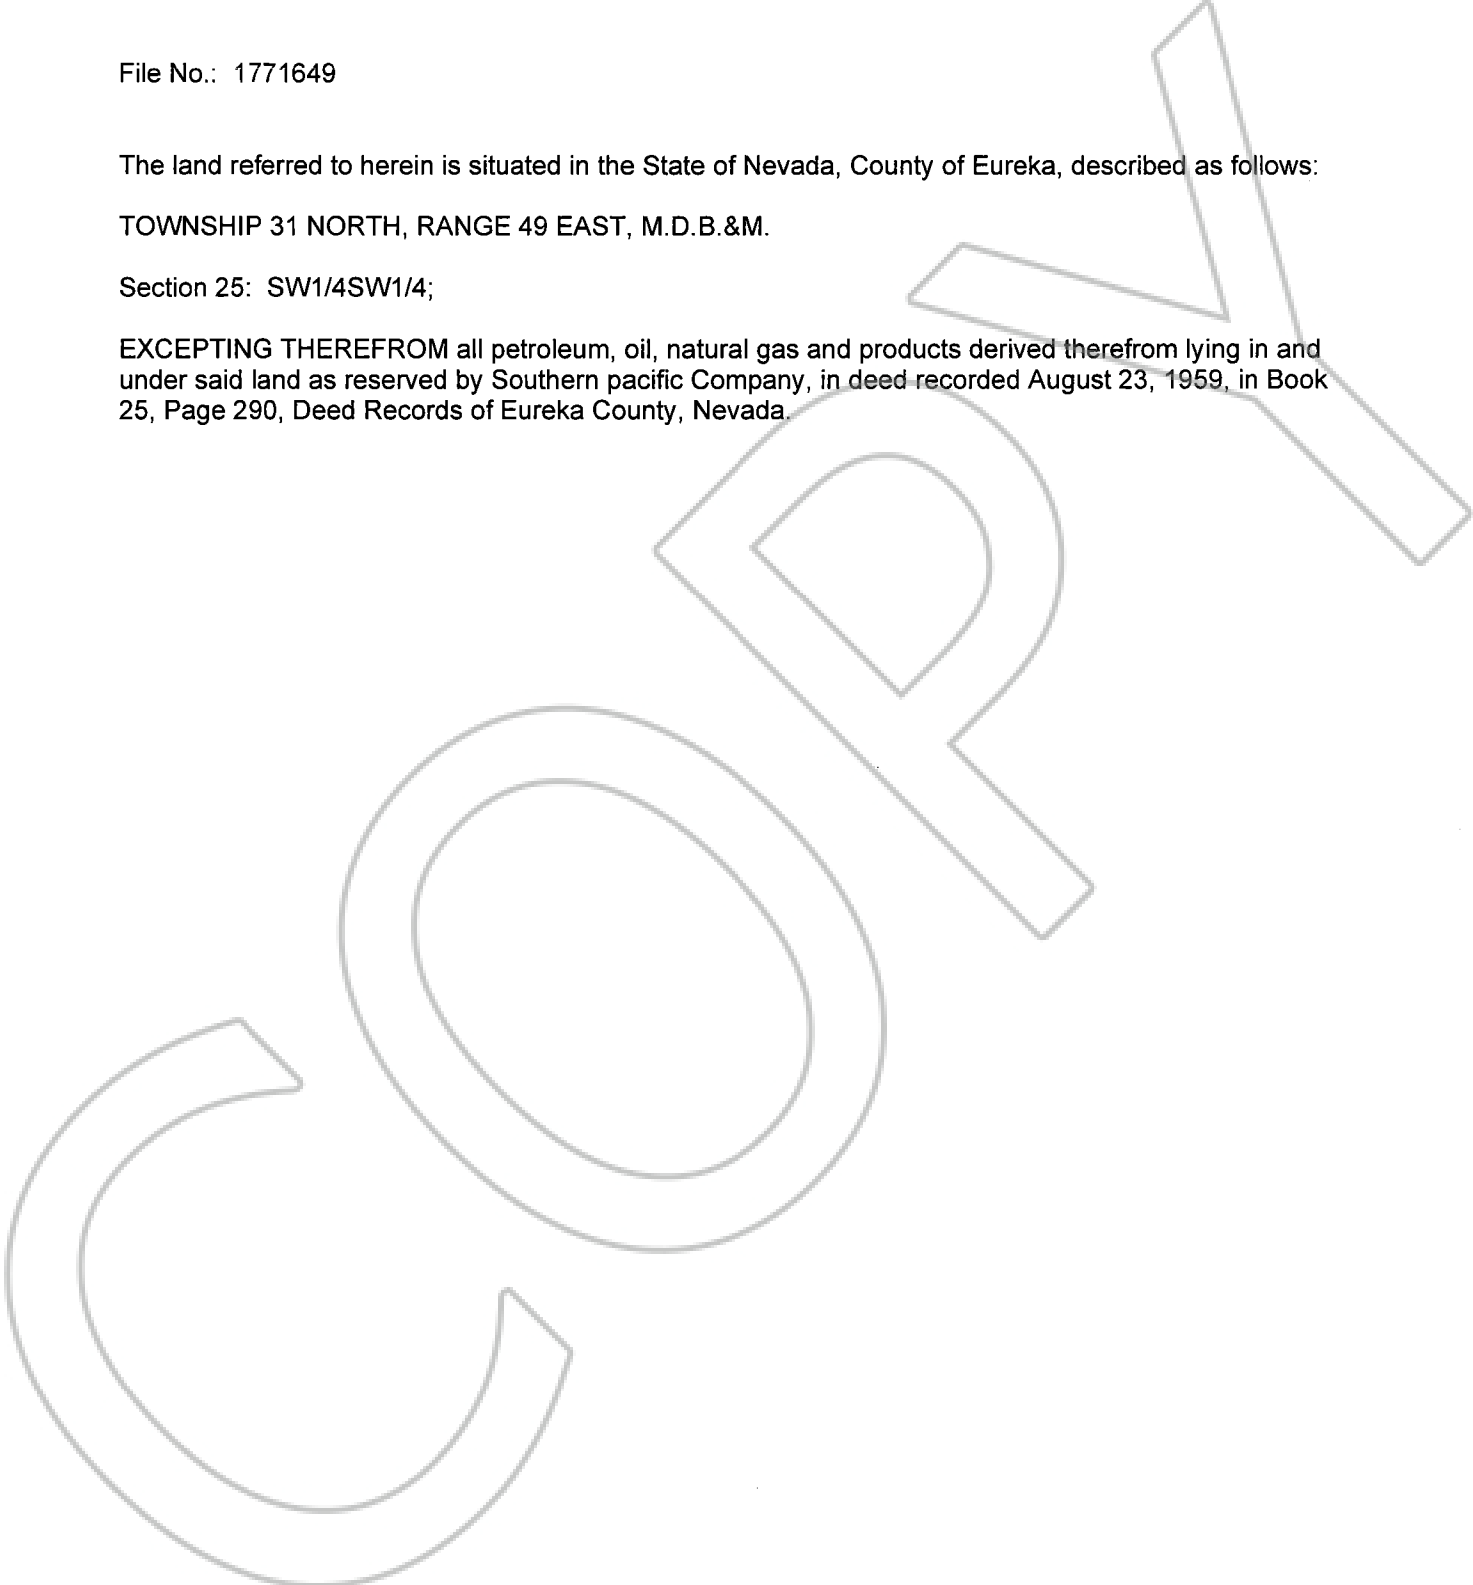 File No.: 1771649
The land referred to herein is situated in the State of Nevada, County of Eureka, described as follows:
TOWNSHIP 31 NORTH, RANGE 49 EAST, M.D.B.&M.
Section 25: SW1/4SW1/4;
EXCEPTING THEREFROM all petroleum, oil, natural gas and products derived therefrom lying in and
under said land as reserved by Southern pacific Company, in deed recorded August 23, 1959, in Book
25, Page 290, Deed Records of Eureka County, Nevada.
COPY